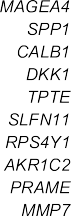 MAGEA4
SPP1
CALB1
DKK1
TPTE
SLFN11
RPS4Y1
AKR1C2
PRAME
MMP7